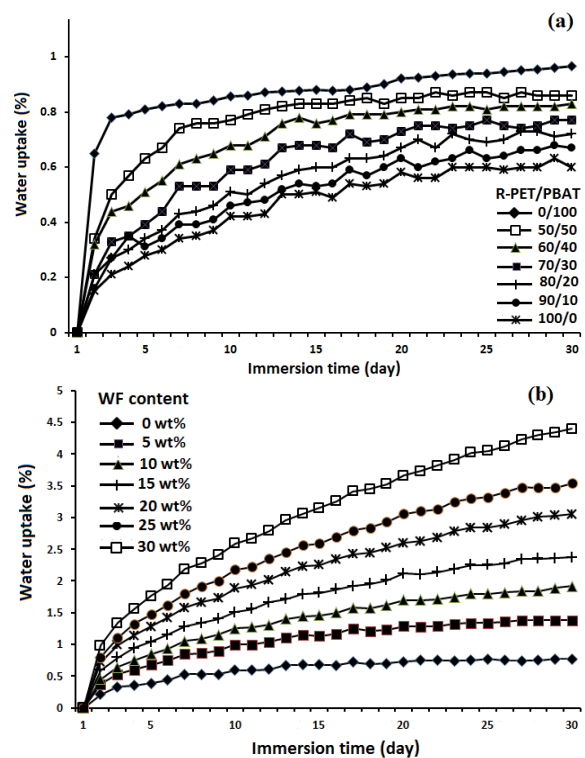 (a)
Water uptake (%)
1
0.8
0.6
0.4
0.2
0
R-PET/PBAT
0/100
50/50
60/40
70/30
80/20
90/10
100/0
1 5 10 15 20 25 30
Immersion time (day)
(b)
Water uptake (%)
5
4.5
4
3.5
3
2.5
2
1.5
1
0.5
0
WF content
0 wt%
5 wt%
10 wt%
15 wt%
20 wt%
25 wt%
30 wt%
1 5 10 15 20 25 30
Immersion time (day)